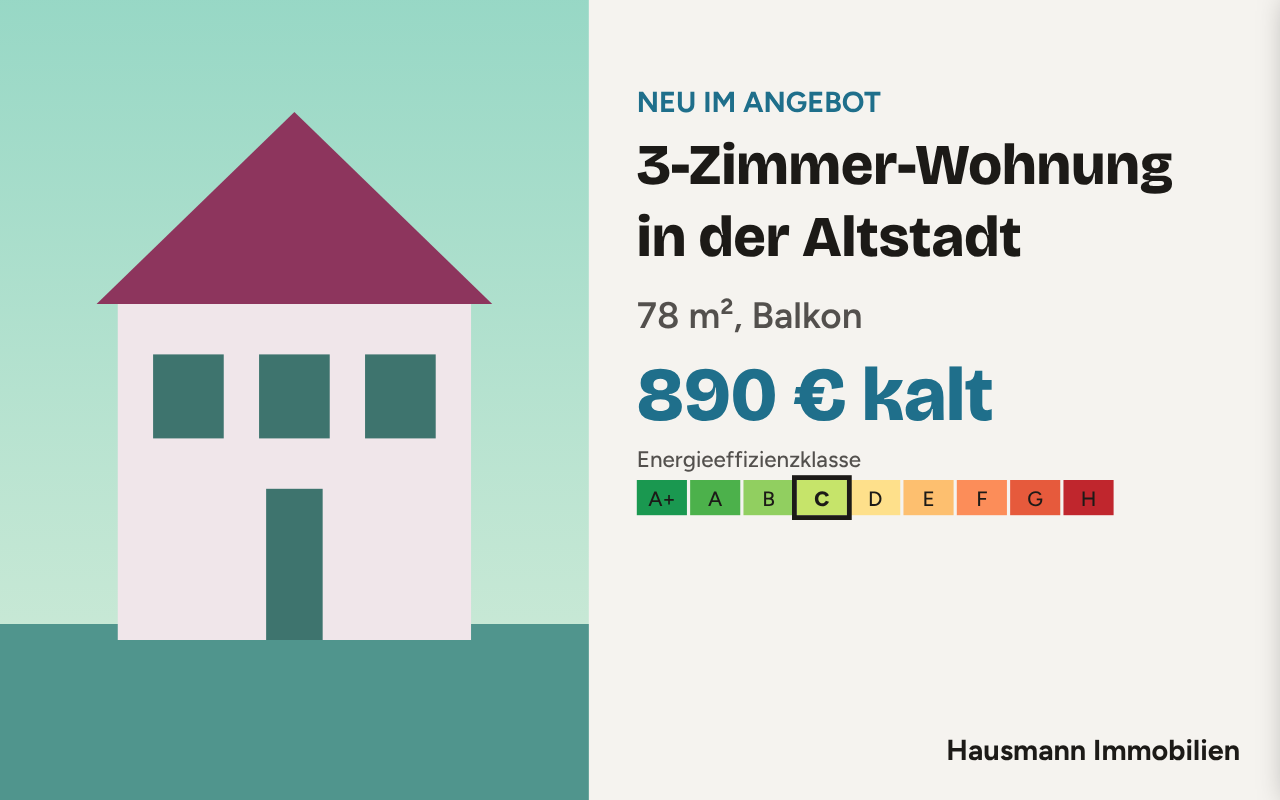 NEU IM ANGEBOT
3-Zimmer-Wohnung
in der Altstadt
78 m², Balkon
890 € kalt
Energieeffizienzklasse
A+ A B C D E F G H
Hausmann Immobilien